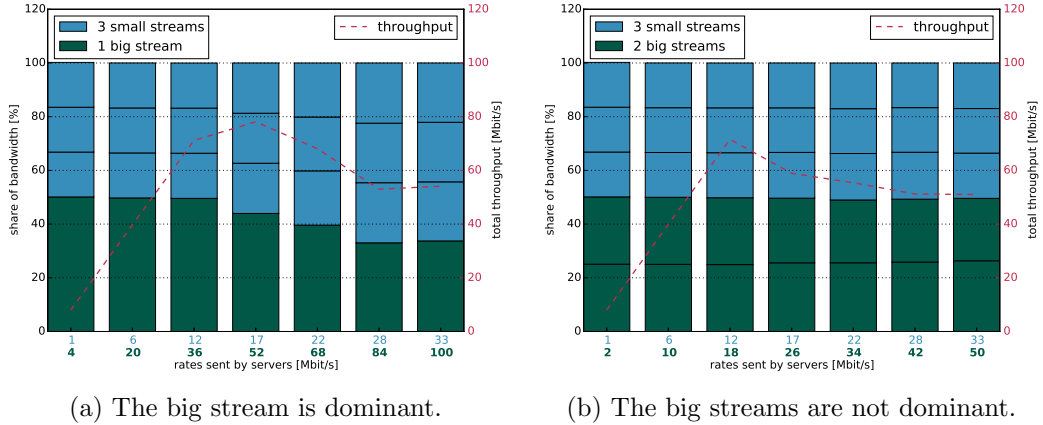 120
100
80
60
40
20
0
share of bandwidth [%]
3 small streams
1 big stream
throughput
120
100
80
60
40
20
0
total throughput [Mbit/s]
1 6 12 17 22 28 33
4 20 36 52 68 84 100
rates sent by servers [Mbit/s]
(a) The big stream is dominant.
120
100
80
60
40
20
0
share of bandwidth [%]
3 small streams
2 big streams
throughput
120
100
80
60
40
20
0
total throughput [Mbit/s]
1 6 12 17 22 28 33
2 10 18 26 34 42 50
rates sent by servers [Mbit/s]
(b) The big streams are not dominant.